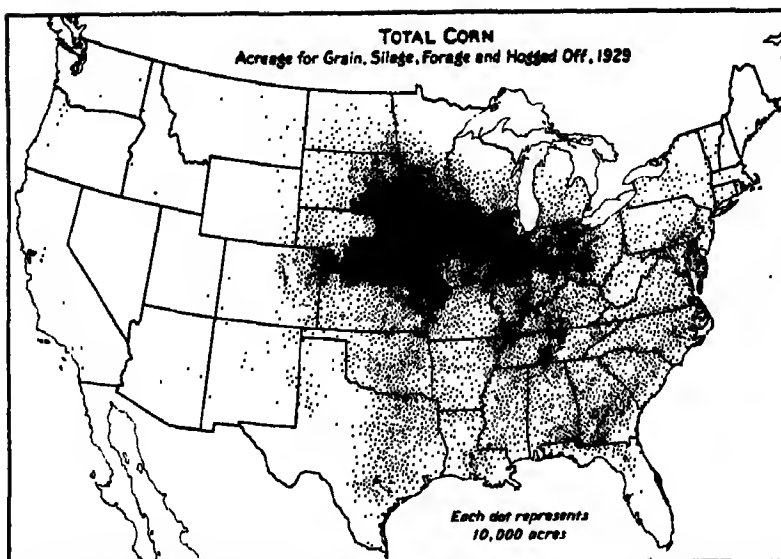 TOTAL CORN
Acreage for Grain, Silage, Forage and Hogged Off, 1929
Each dot represents
10,000 acres